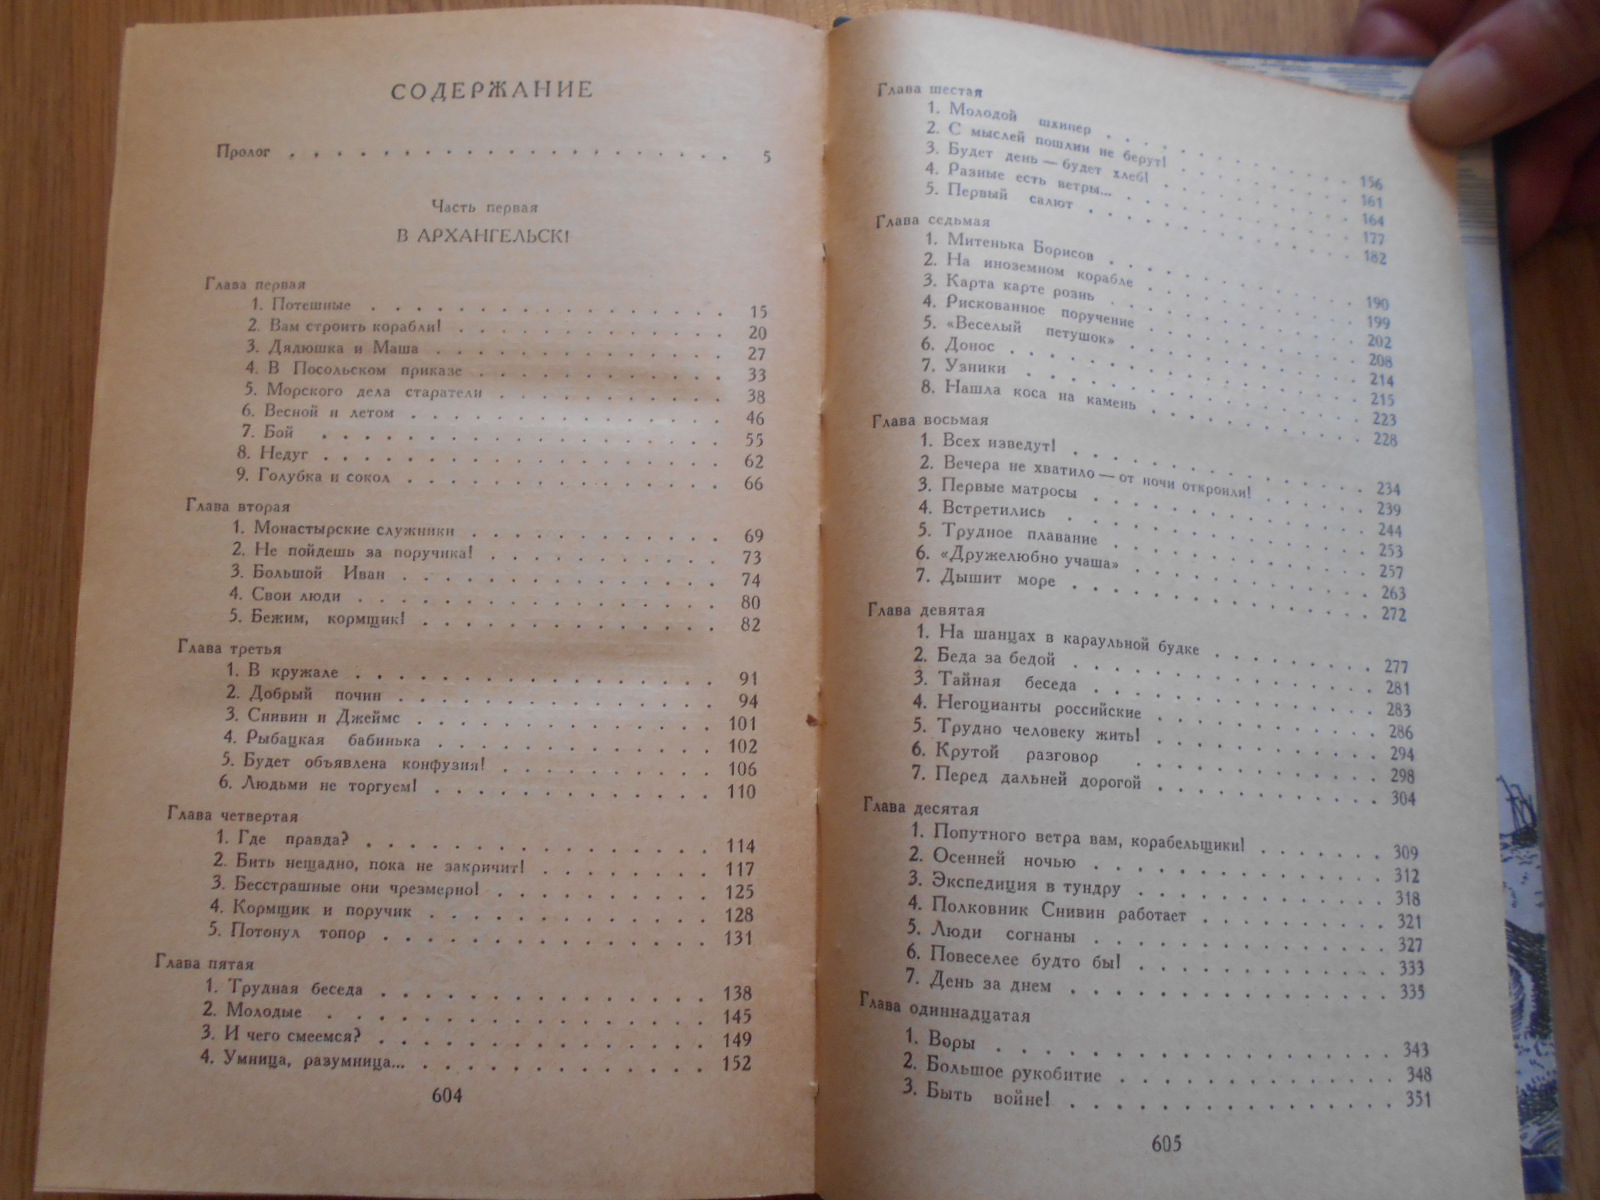 СОДЕРЖАНИЕ
Пролог . . . . . . . . . . . . . . . . . . . 5
Часть первая
В АРХАНГЕЛЬСК!
Глава первая
1. Потешные . . . . . . . . . . . . . . . 15
2. Вам строить корабли! . . . . . . . . . . . 20
3. Дядюшка и Маша . . . . . . . . . . . . 27
4. В Посольском приказе . . . . . . . . . . . 33
5. Морского дела старатели . . . . . . . . . . 38
6. Весной и летом . . . . . . . . . . . . . 46
7. Бой . . . . . . . . . . . . . . . . . 55
8. Недуг . . . . . . . . . . . . . . . . . 62
9. Голубка и сокол . . . . . . . . . . . . . 66
Глава вторая
1. Монастырские служники . . . . . . . . . . . 69
2. Не пойдешь за поручика! . . . . . . . . . . 73
3. Большой Иван . . . . . . . . . . . . . . 74
4. Свои люди . . . . . . . . . . . . . . . 80
5. Бежим, кормщик! . . . . . . . . . . . . . 82
Глава третья
1. В кружале . . . . . . . . . . . . . . . 91
2. Добрый почин . . . . . . . . . . . . . . 94
3. Снивин и Джеймс . . . . . . . . . . . . . 101
4. Рыбацкая бабинька . . . . . . . . . . . . 102
5. Будет объявлена конфузия! . . . . . . . . . 106
6. Людьми не торгуем! . . . . . . . . . . . . 110
Глава четвертая
1. Где правда? . . . . . . . . . . . . . . 114
2. Бить нещадно, пока не закричит! . . . . . . . 117
3. Бесстрашные они чрезмерно! . . . . . . . . . 125
4. Кормщик и поручик . . . . . . . . . . . . 128
5. Потонул топор . . . . . . . . . . . . . . 131
Глава пятая
1. Трудная беседа . . . . . . . . . . . . . 138
2. Молодые . . . . . . . . . . . . . . . 145
3. И чего смеемся? . . . . . . . . . . . . . 149
4. Умница, разумница... . . . . . . . . . . . . 152
604
Глава шестая
1. Молодой шхипер . . . . . . . . . . . . . 156
2. С мыслей пошлин не берут! . . . . . . . . . 161
3. Будет день — будет хлеб! . . . . . . . . . . 164
4. Разные есть ветры... . . . . . . . . . . . . 177
5. Первый салют . . . . . . . . . . . . . . 182
Глава седьмая
1. Митенька Борисов . . . . . . . . . . . . . 190
2. На иноземном корабле . . . . . . . . . . . 199
3. Карта карте рознь . . . . . . . . . . . . . 202
4. Рискованное поручение . . . . . . . . . . . 208
5. «Веселый петушок» . . . . . . . . . . . . 214
6. Донос . . . . . . . . . . . . . . . . . 215
7. Узники . . . . . . . . . . . . . . . . 223
8. Нашла коса на камень . . . . . . . . . . . 228
Глава восьмая
1. Всех изведут! . . . . . . . . . . . . . . 234
2. Вечера не хватило — от ночи откроили! . . . . . 239
3. Первые матросы . . . . . . . . . . . . . 244
4. Встретились . . . . . . . . . . . . . . . 253
5. Трудное плавание . . . . . . . . . . . . . 257
6. «Дружелюбно учаша» . . . . . . . . . . . . 263
7. Дышит море . . . . . . . . . . . . . . . 272
Глава девятая
1. На шанцах в караульной будке . . . . . . . . 277
2. Беда за бедой . . . . . . . . . . . . . . 281
3. Тайная беседа . . . . . . . . . . . . . . 283
4. Негоцианты российские . . . . . . . . . . . 286
5. Трудно человеку жить! . . . . . . . . . . . 294
6. Крутой разговор . . . . . . . . . . . . . 298
7. Перед дальней дорогой . . . . . . . . . . . 304
Глава десятая
1. Попутного ветра вам, корабельщики! . . . . . . 309
2. Осенней ночью . . . . . . . . . . . . . . 312
3. Экспедиция в тундру . . . . . . . . . . . . 318
4. Полковник Снивин работает . . . . . . . . . 321
5. Люди согнаны . . . . . . . . . . . . . . 327
6. Повеселее будто бы! . . . . . . . . . . . . 333
7. День за днем . . . . . . . . . . . . . . 335
Глава одиннадцатая
1. Воры . . . . . . . . . . . . . . . . . 343
2. Большое рукобитие . . . . . . . . . . . . 348
3. Быть войне! . . . . . . . . . . . . . . . 351
605